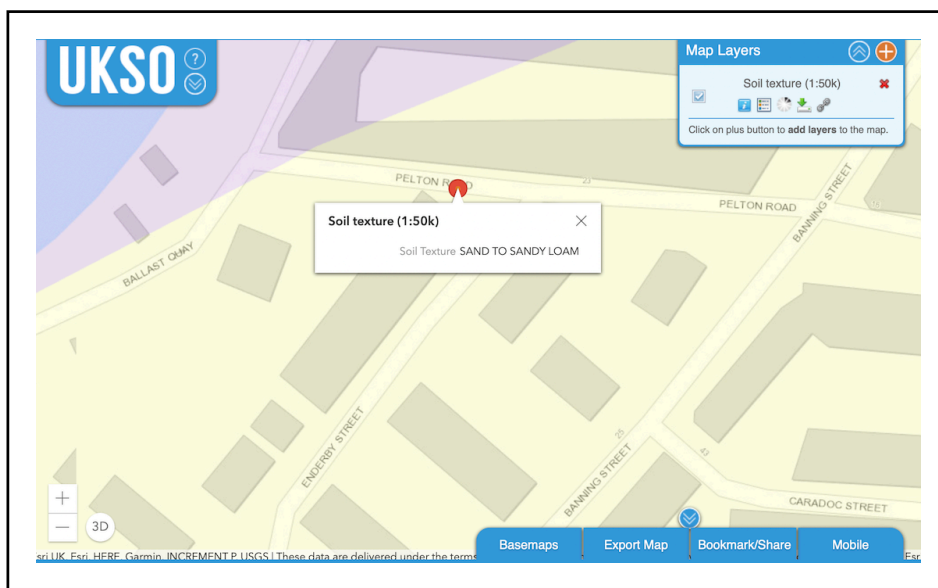 UKSO
?
Map Layers
Soil texture (1:50k)
Click on plus button to add layers to the map.
PELTON ROAD
PELTON ROAD
BANNING STREET
BALLAST QUAY
Soil texture (1:50k)
Soil Texture SAND TO SANDY LOAM
ENDERBY STREET
25
BANNING STREET
43
CARADOC STREET
+
−
3D
Basemaps
Export Map
Bookmark/Share
Mobile
sri UK, Esri, HERE, Garmin, INCREMENT P, USGS | These data are delivered under the terms
Esr